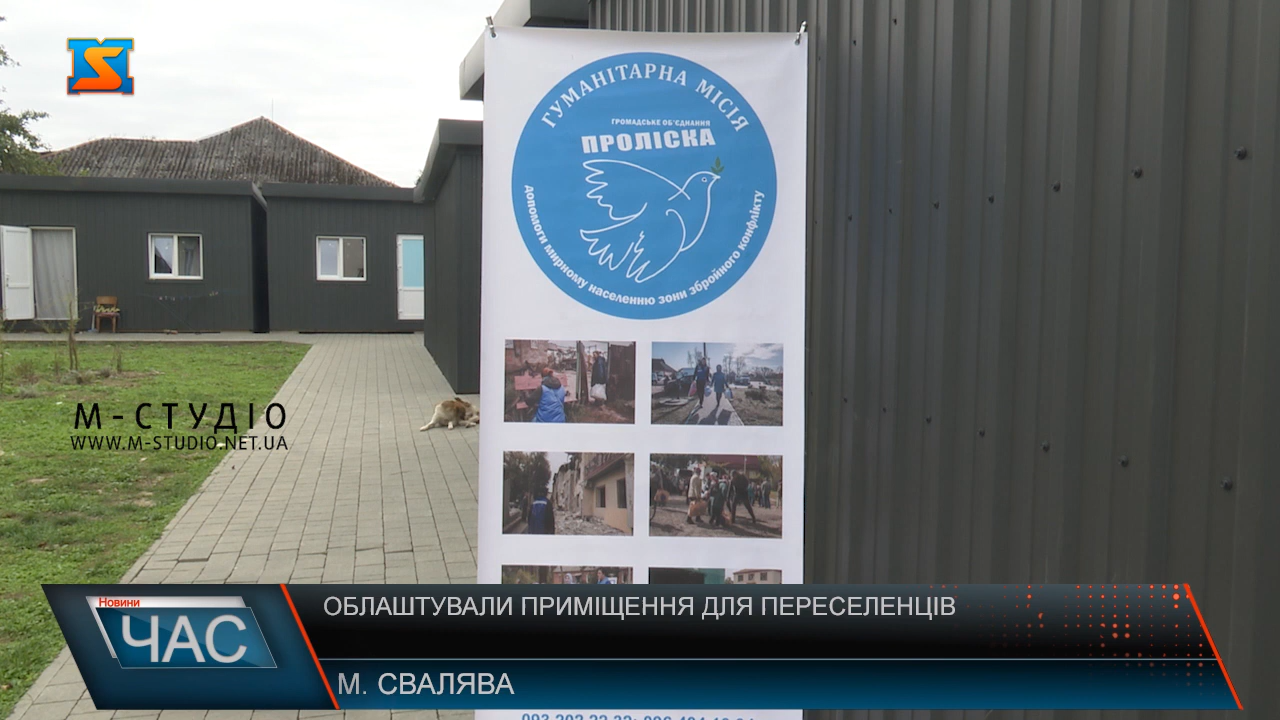 ГУМАНІТАРНА МІСІЯ
ГРОМАДСЬКЕ ОБ'ЄДНАННЯ
ПРОЛІСКА
допомоги мирному населенню зони збройного конфлікту
М-СТУДІО
WWW.M-STUDIO.NET.UA
Новини
ЧАС
ОБЛАШТУВАЛИ ПРИМІЩЕННЯ ДЛЯ ПЕРЕСЕЛЕНЦІВ
М. СВАЛЯВА